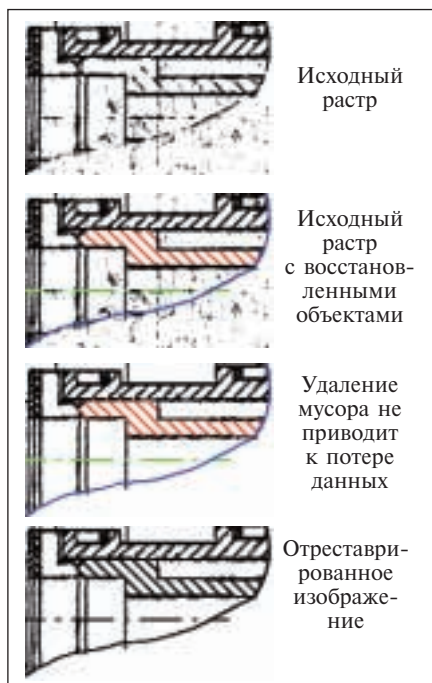 Исходный
растр
Исходный
растр
с восстанов-
ленными
объектами
Удаление
мусора не
приводит
к потере
данных
Отреставри-
рованное
изображе-
ние